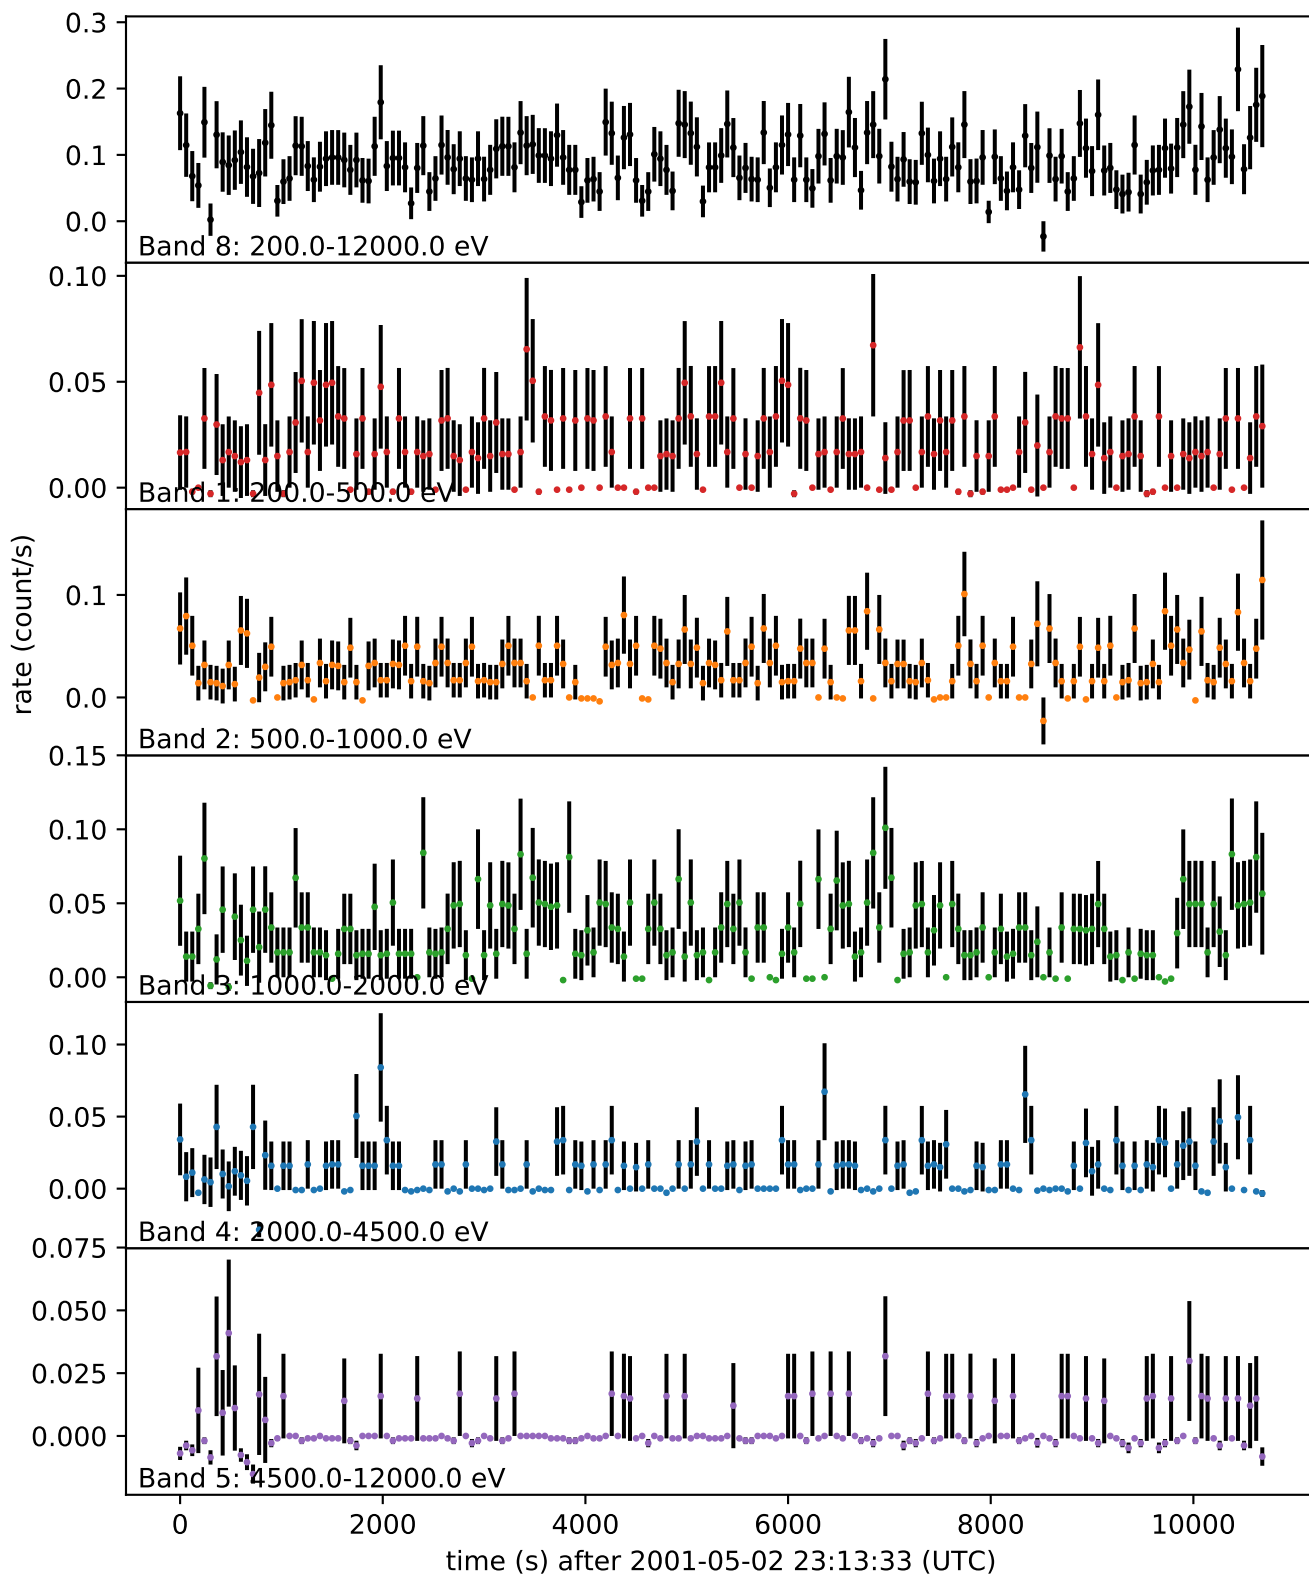 0.3
0.2
0.1
0.0
Band 8: 200.0-12000.0 eV
0.10
0.05
0.00
Band 1: 200.0-500.0 eV
0.1
0.0
Band 2: 500.0-1000.0 eV
rate (count/s)
0.15
0.10
0.05
0.00
Band 3: 1000.0-2000.0 eV
0.10
0.05
0.00
Band 4: 2000.0-4500.0 eV
0.075
0.050
0.025
0.000
Band 5: 4500.0-12000.0 eV
0 2000 4000 6000 8000 10000
time (s) after 2001-05-02 23:13:33 (UTC)